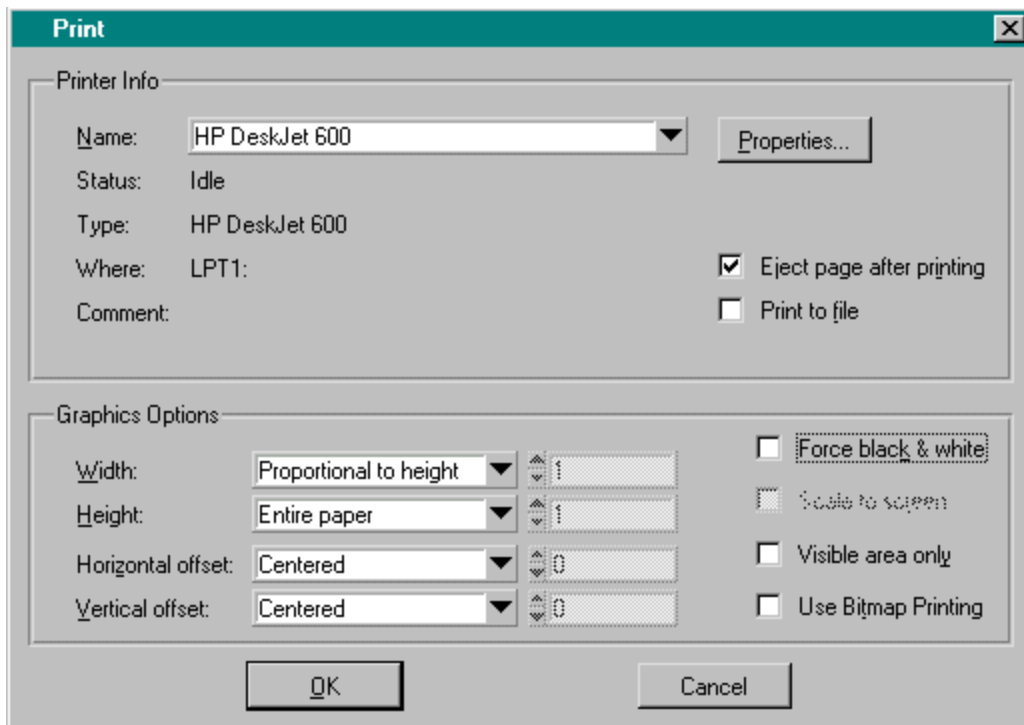 Print
Printer Info
Name: HP DeskJet 600 Properties...
Status: Idle
Type: HP DeskJet 600
Where: LPT1:
Eject page after printing
Comment:
Print to file
Graphics Options
Width: Proportional to height 1
Force black & white
Height: Entire paper 1
Scale to screen
Horizontal offset: Centered 0
Visible area only
Vertical offset: Centered 0
Use Bitmap Printing
OK Cancel